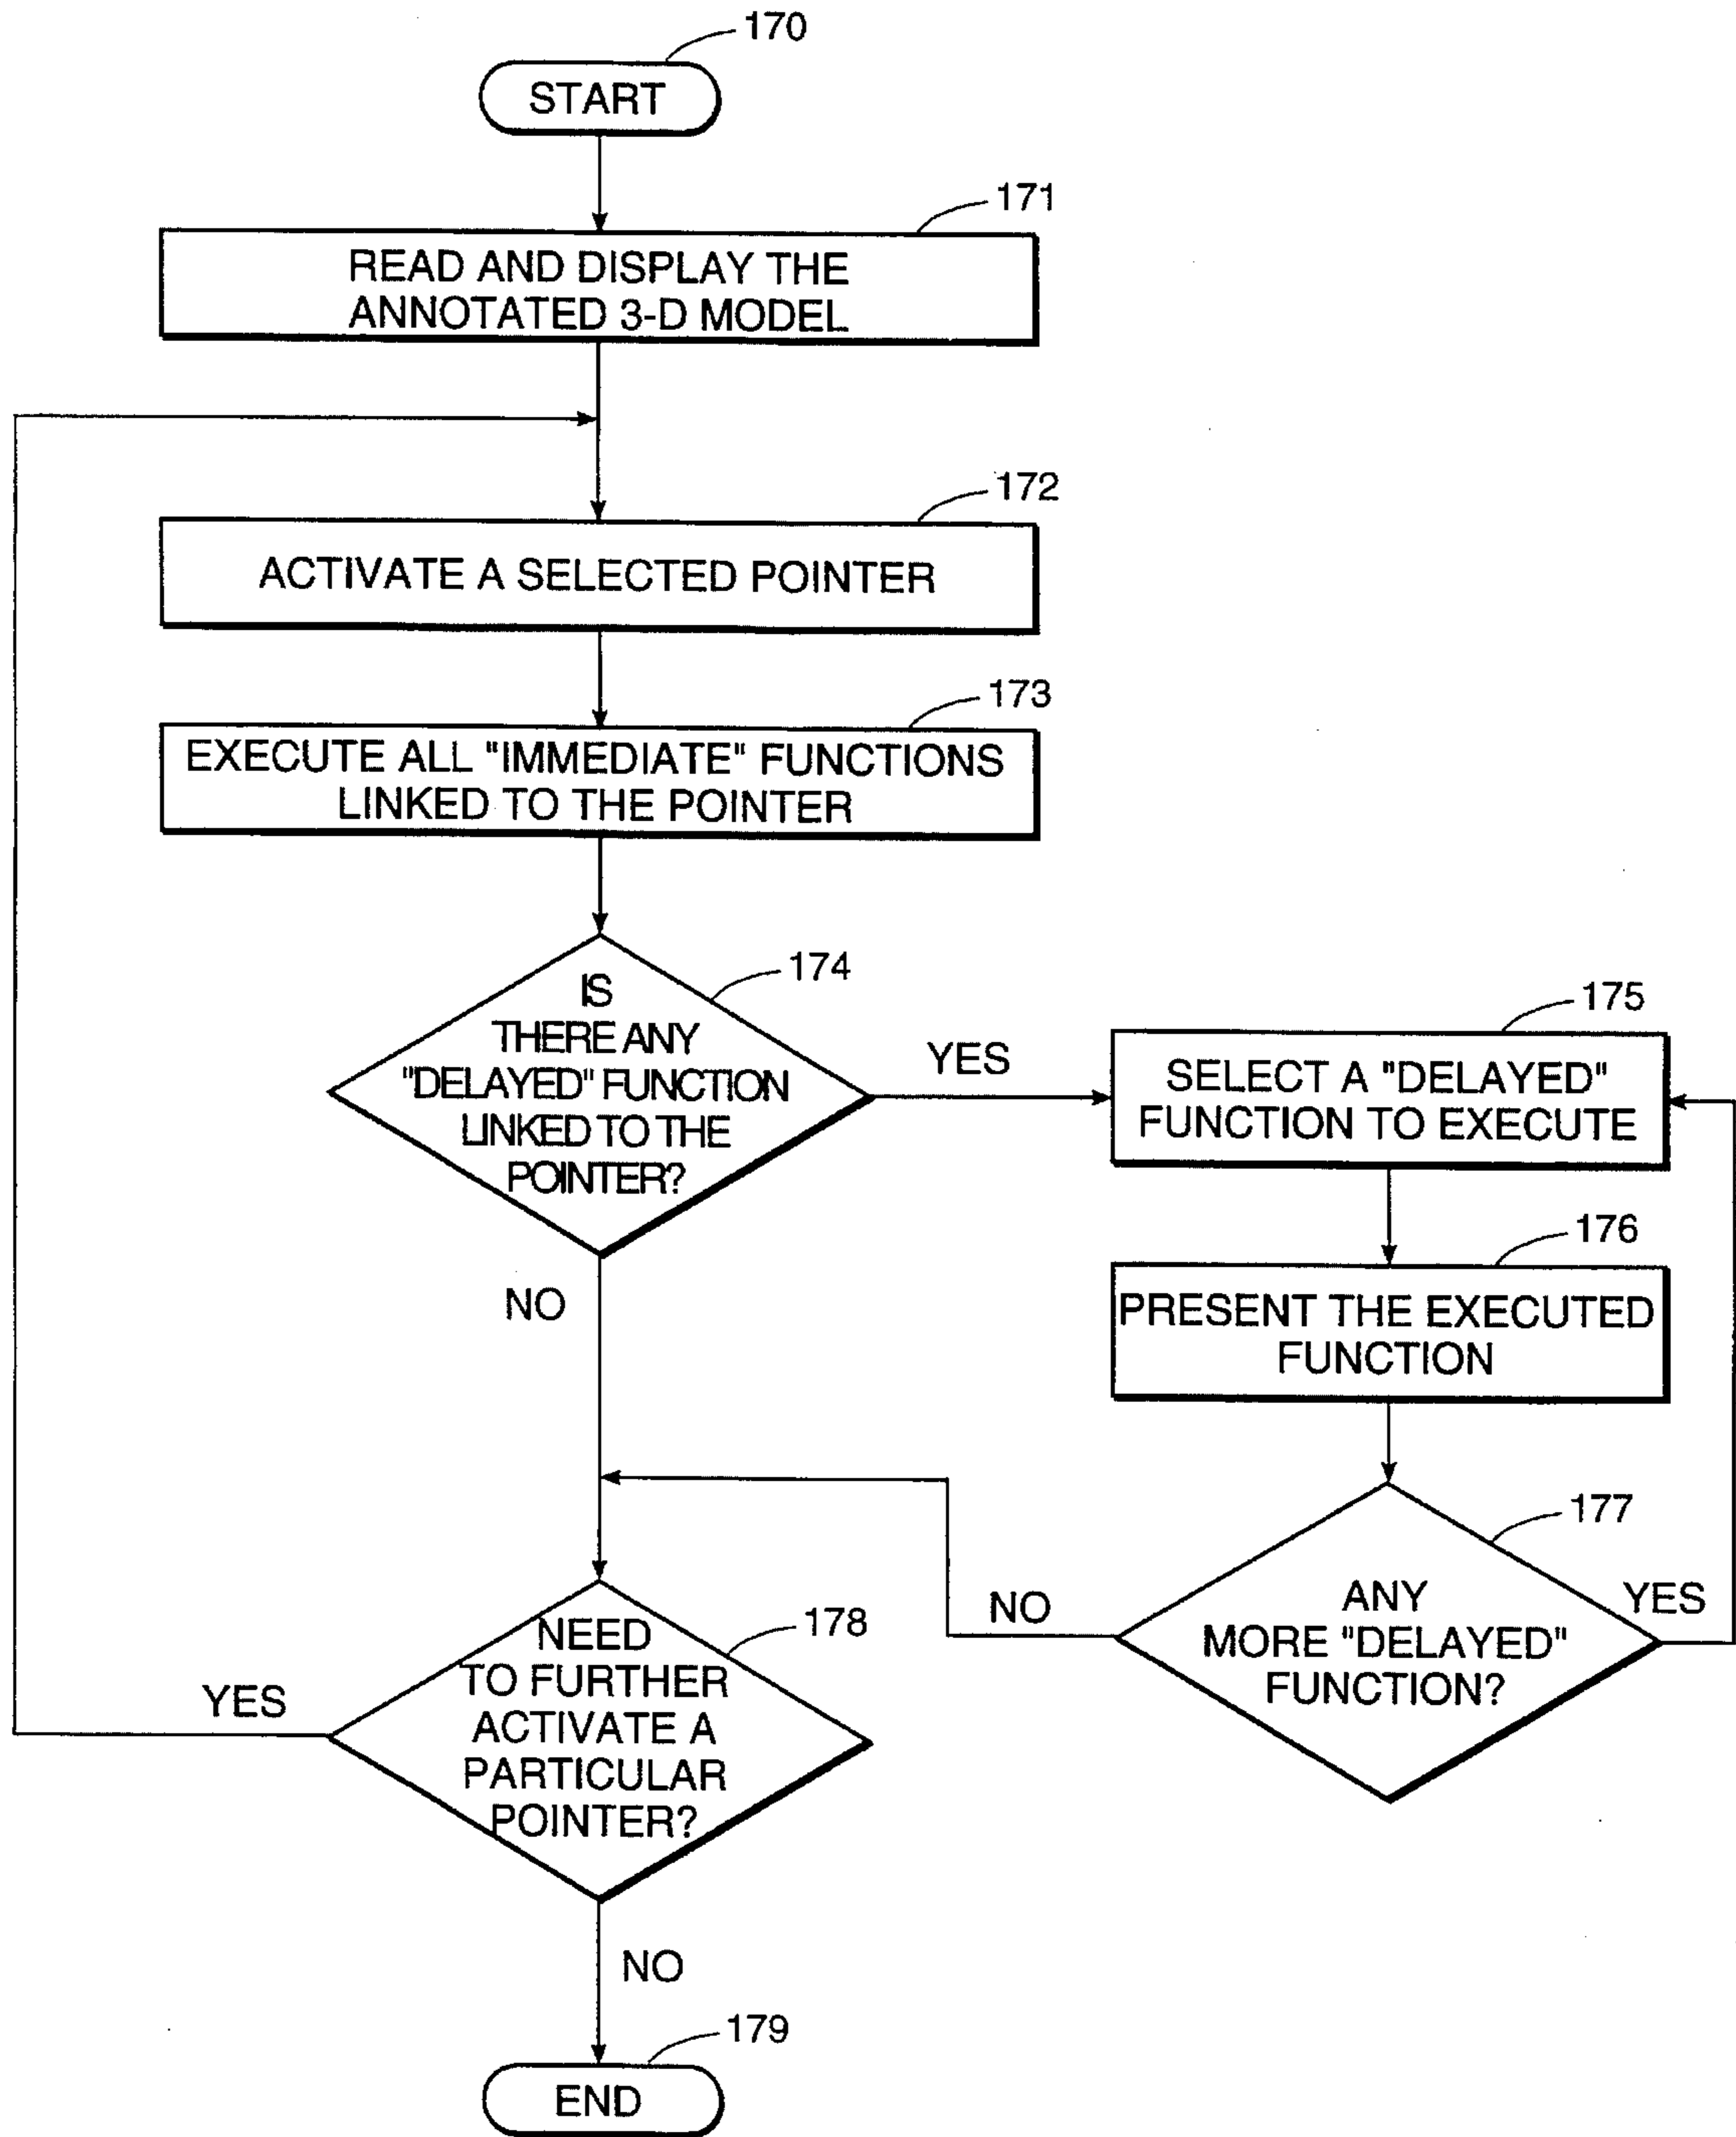 170
START
171
READ AND DISPLAY THE
ANNOTATED 3-D MODEL
172
ACTIVATE A SELECTED POINTER
173
EXECUTE ALL "IMMEDIATE" FUNCTIONS
LINKED TO THE POINTER
174
IS
THERE ANY
"DELAYED" FUNCTION
LINKED TO THE
POINTER?
YES
NO
175
SELECT A "DELAYED"
FUNCTION TO EXECUTE
176
PRESENT THE EXECUTED
FUNCTION
177
ANY
MORE "DELAYED"
FUNCTION?
YES
NO
178
NEED
TO FURTHER
ACTIVATE A
PARTICULAR
POINTER?
YES
NO
179
END